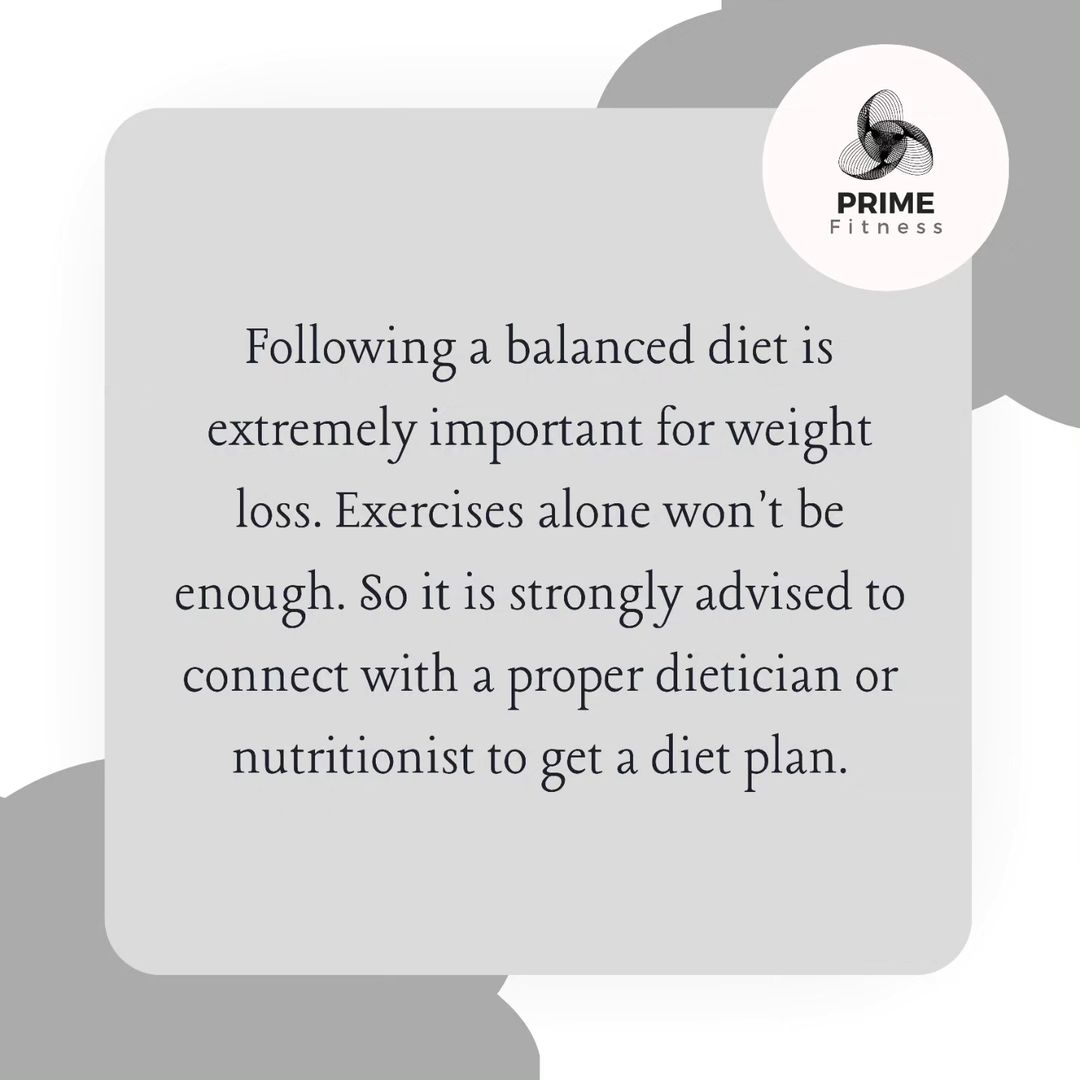 PRIME
Fitness
Following a balanced diet is
extremely important for weight
loss. Exercises alone won't be
enough. So it is strongly advised to
connect with a proper dietician or
nutritionist to get a diet plan.